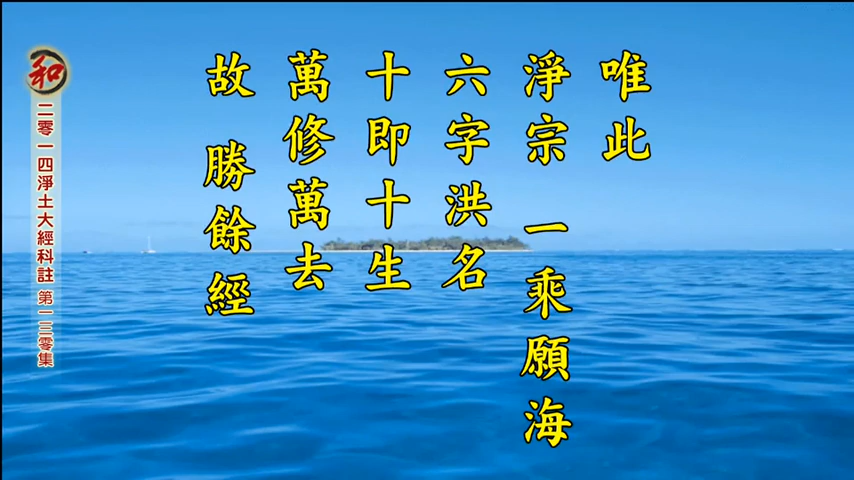 唯此
淨宗 一乘願海
六字洪名
十即十生
萬修萬去
故 勝餘經
和
二零一四淨土大經科註 第一三零集